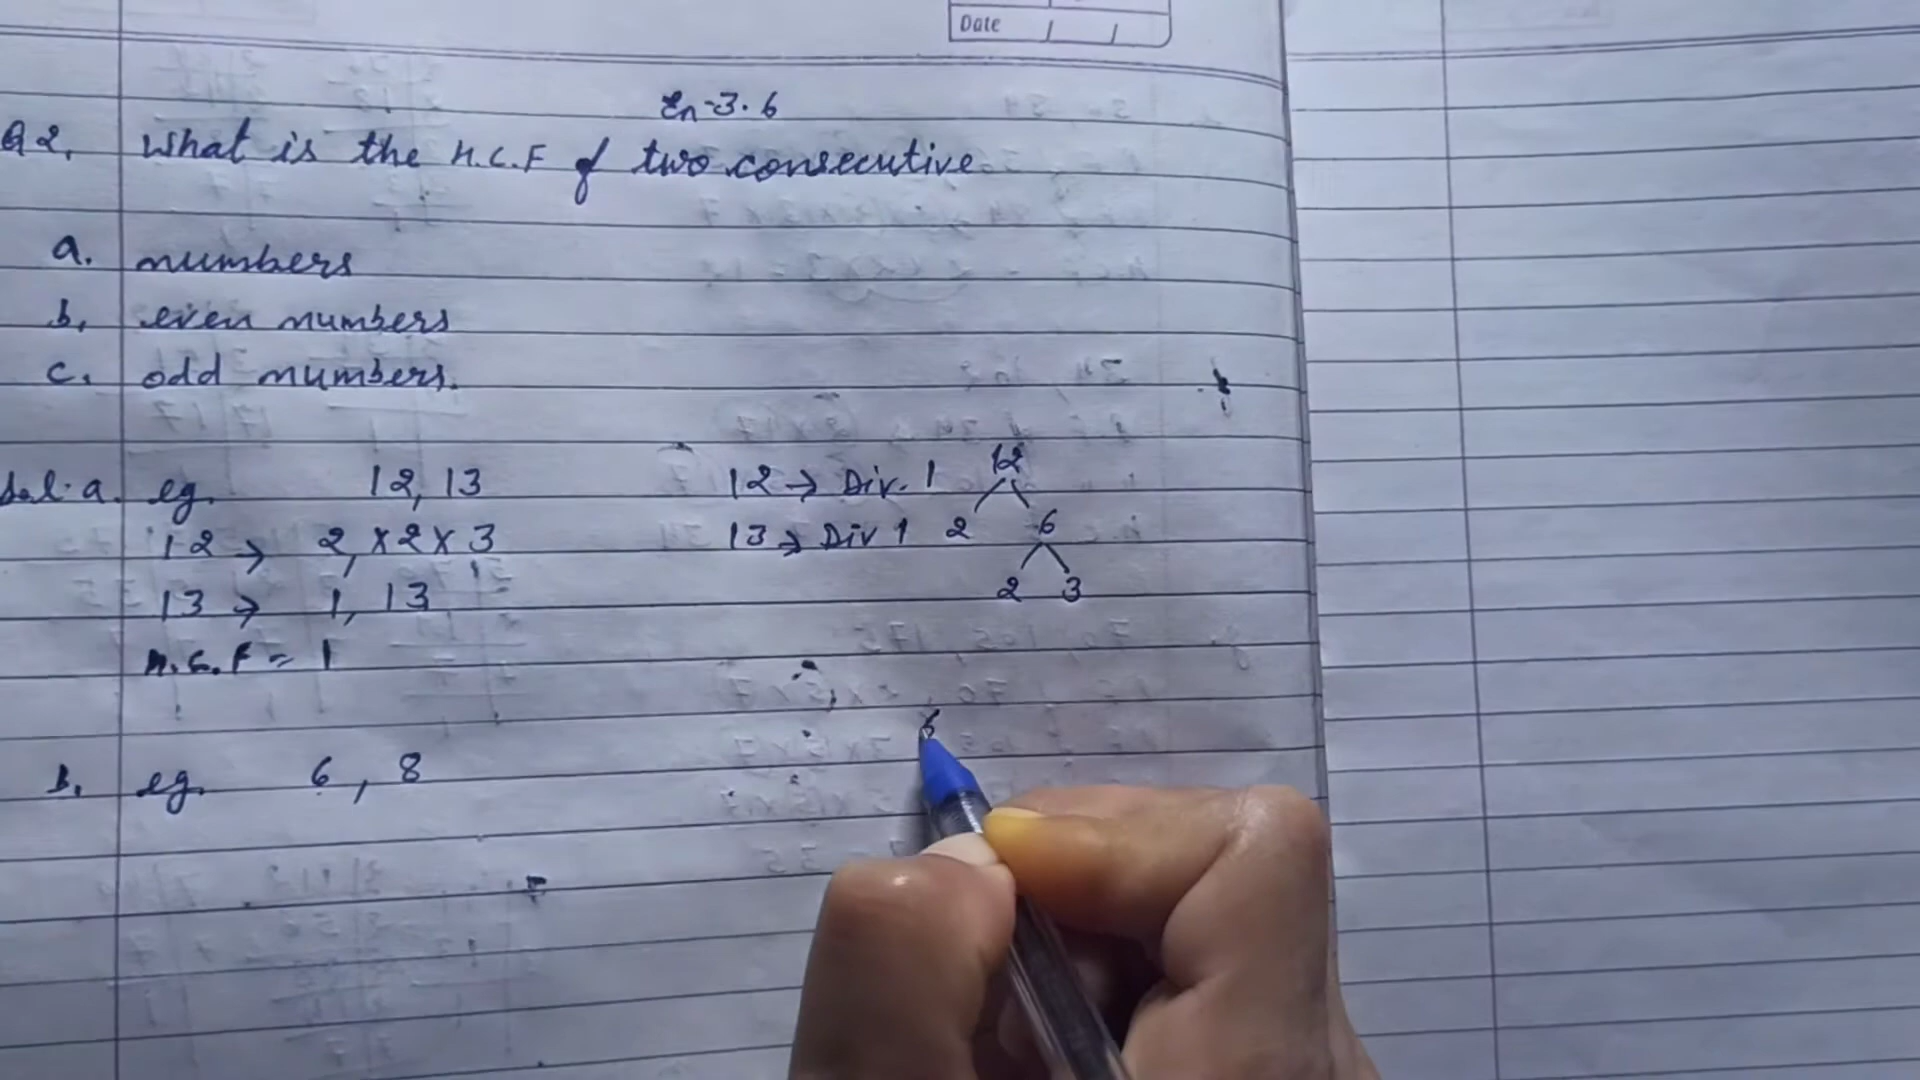 Date / /
Ex-3.6
Q2. What is the H.C.F of two consecutive
a. numbers
b. even numbers
c. odd numbers.
Sol. a. eg. 12, 13
12 → 2, x 2 x 3
13 → 1, 13
H.C.F = 1
12 → Div. 1
13 → Div 1
12
2 6
2 3
b. eg. 6, 8
6